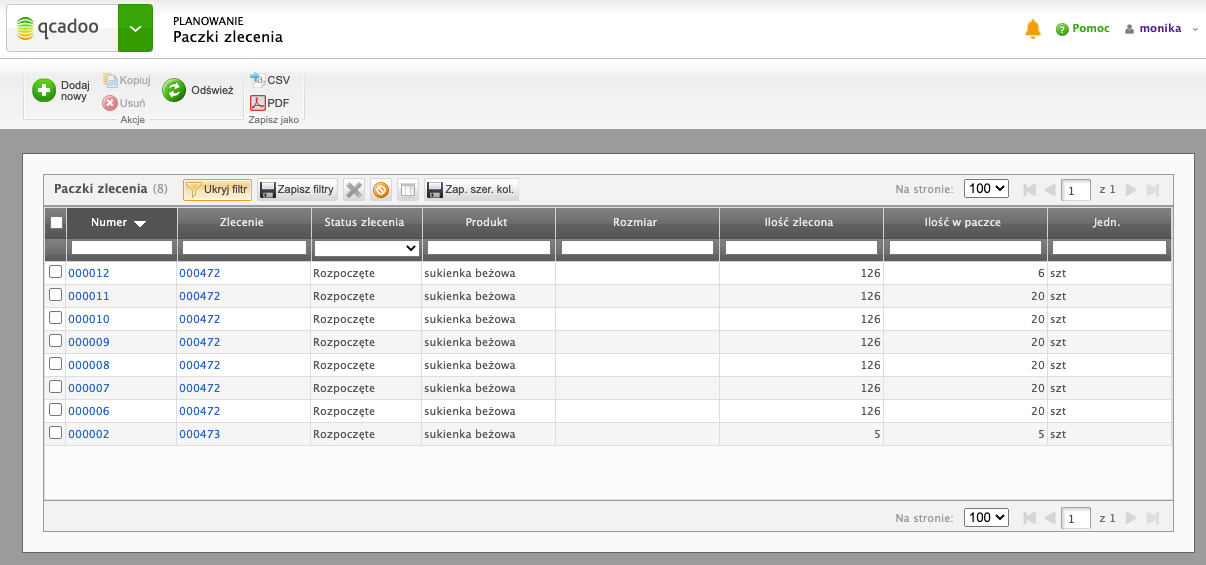 qcadoo
PLANOWANIE
Paczki zlecenia
Pomoc
monika
Dodaj nowy
Kopiuj
Usuń
Odśwież
Akcje
CSV
PDF
Zapisz jako
Paczki zlecenia (8) Ukryj filtr Zapisz filtry Zap. szer. kol. Na stronie: 100 1 z 1
Numer Zlecenie Status zlecenia Produkt Rozmiar Ilość zlecona Ilość w paczce Jedn.
000012 000472 Rozpoczęte sukienka beżowa 126 6 szt
000011 000472 Rozpoczęte sukienka beżowa 126 20 szt
000010 000472 Rozpoczęte sukienka beżowa 126 20 szt
000009 000472 Rozpoczęte sukienka beżowa 126 20 szt
000008 000472 Rozpoczęte sukienka beżowa 126 20 szt
000007 000472 Rozpoczęte sukienka beżowa 126 20 szt
000006 000472 Rozpoczęte sukienka beżowa 126 20 szt
000002 000473 Rozpoczęte sukienka beżowa 5 5 szt
Na stronie: 100 1 z 1